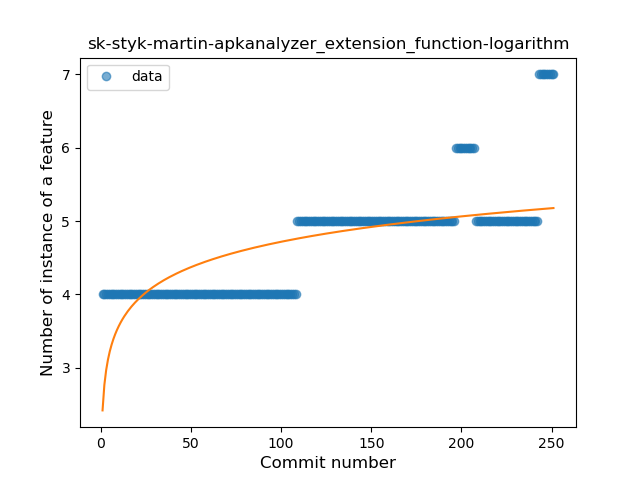 sk-styk-martin-apkanalyzer_extension_function-logarithm
data
Number of instance of a feature
7
6
5
4
3
0
50
100
150
200
250
Commit number